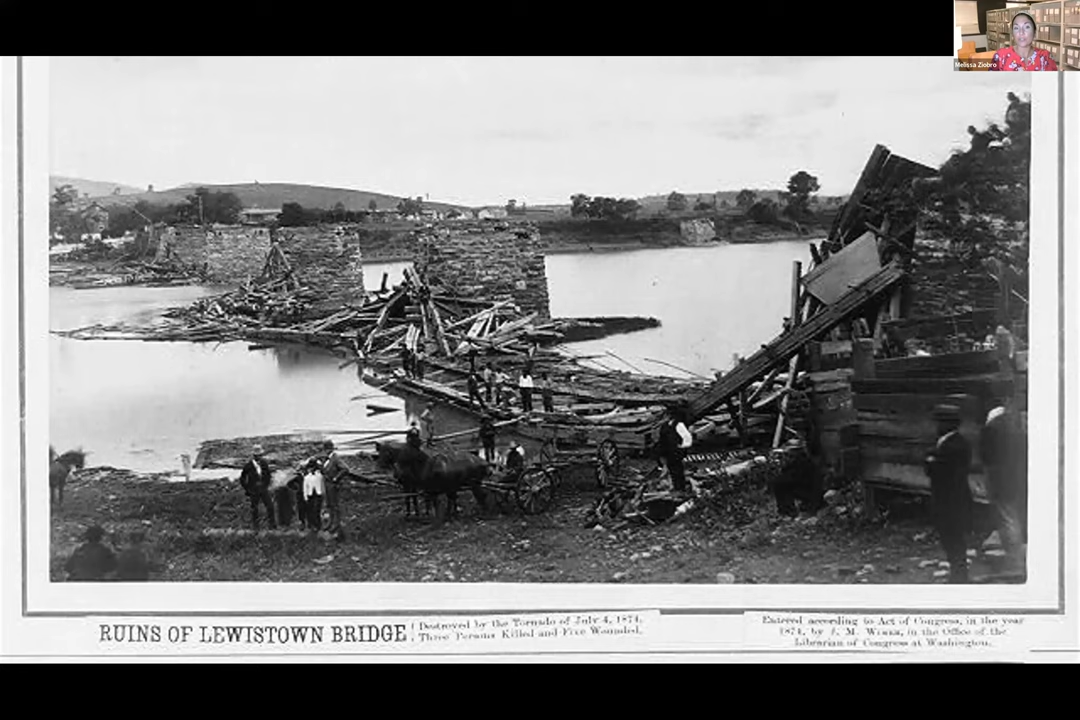 Melissa Ziobro
RUINS OF LEWISTOWN BRIDGE
Destroyed by the Tornado of July 4, 1874.
Three Persons Killed and Five Wounded.
Entered according to Act of Congress, in the year
1874, by J. M. in the Office of the
Librarian of Congress at Washington.